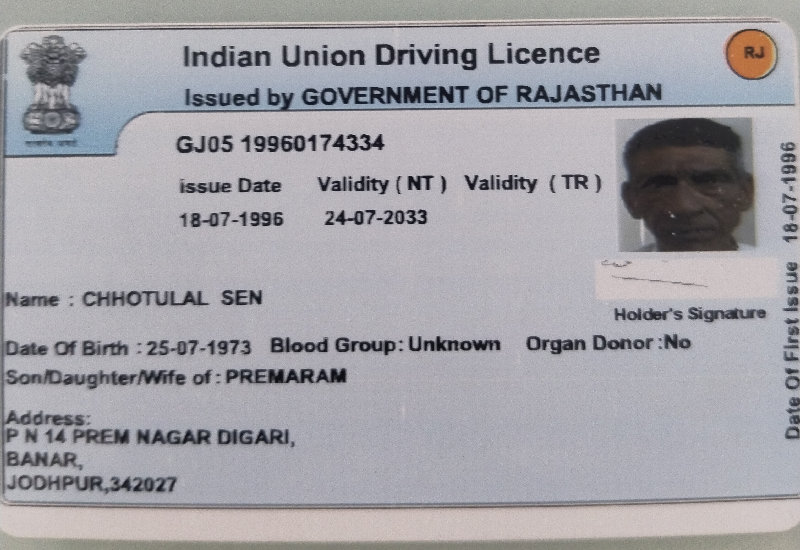 Indian Union Driving Licence
RJ
Issued by GOVERNMENT OF RAJASTHAN
GJ05 19960174334
Issue Date Validity ( NT ) Validity ( TR )
18-07-1996 24-07-2033
Name : CHHOTULAL SEN
Holder's Signature
Date Of Birth : 25-07-1973 Blood Group: Unknown Organ Donor :No
Son/Daughter/Wife of : PREMARAM
Address:
P N 14 PREM NAGAR DIGARI,
BANAR,
JODHPUR,342027
Date Of First Issue 18-07-1996